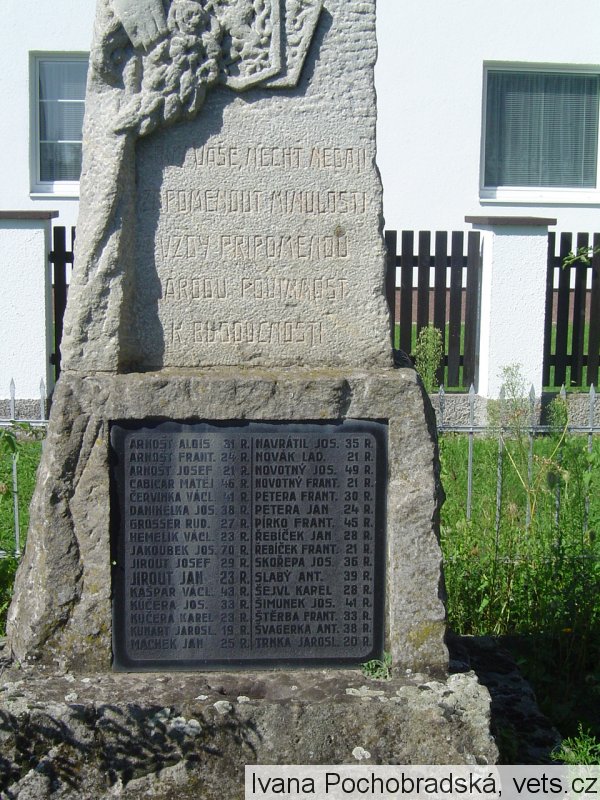 VAŠE NECHŤ NEDAJÍ
ZAPOMENOUT MINULOSTI
VŽDY PŘIPOMENOU
NÁRODU POVINNOST
K BUDOUCNOSTI
ARNOŠT ALOIS 31 R. NAVRÁTIL JOS. 35 R.
ARNOŠT FRANT. 24 R. NOVÁK LAD. 21 R.
ARNOŠT JOSEF 21 R. NOVOTNÝ JOS. 49 R.
CABICAR MATĚJ 46 R. NOVOTNÝ FRANT. 21 R.
ČERVINKA VÁCL. 41 R. PETERA FRANT. 30 R.
DANIHELKA JOS. 38 R. PETERA JAN 24 R.
GROSSER RUD. 27 R. PÍRKO FRANT. 45 R.
HEMELÍK VÁCL. 23 R. ŘEBÍČEK JAN 28 R.
JAKOUBEK JOS. 70 R. ŘEBÍČEK FRANT. 21 R.
JIROUT JOSEF 29 R. SKOŘEPA JOS. 36 R.
JIROUT JAN 23 R. SLABÝ ANT. 39 R.
KAŠPAR VÁCL. 43 R. ŠEJVL KAREL 28 R.
KUČERA JOS. 33 R. ŠIMUNEK JOS. 41 R.
KUČERA KAREL 23 R. ŠTĚRBA FRANT. 33 R.
KUHART JAROSL. 19 R. ŠVAGERKA ANT. 38 R.
MACHEK JAN 25 R. TRNKA JAROSL. 20 R.
Ivana Pochobradská, vets.cz